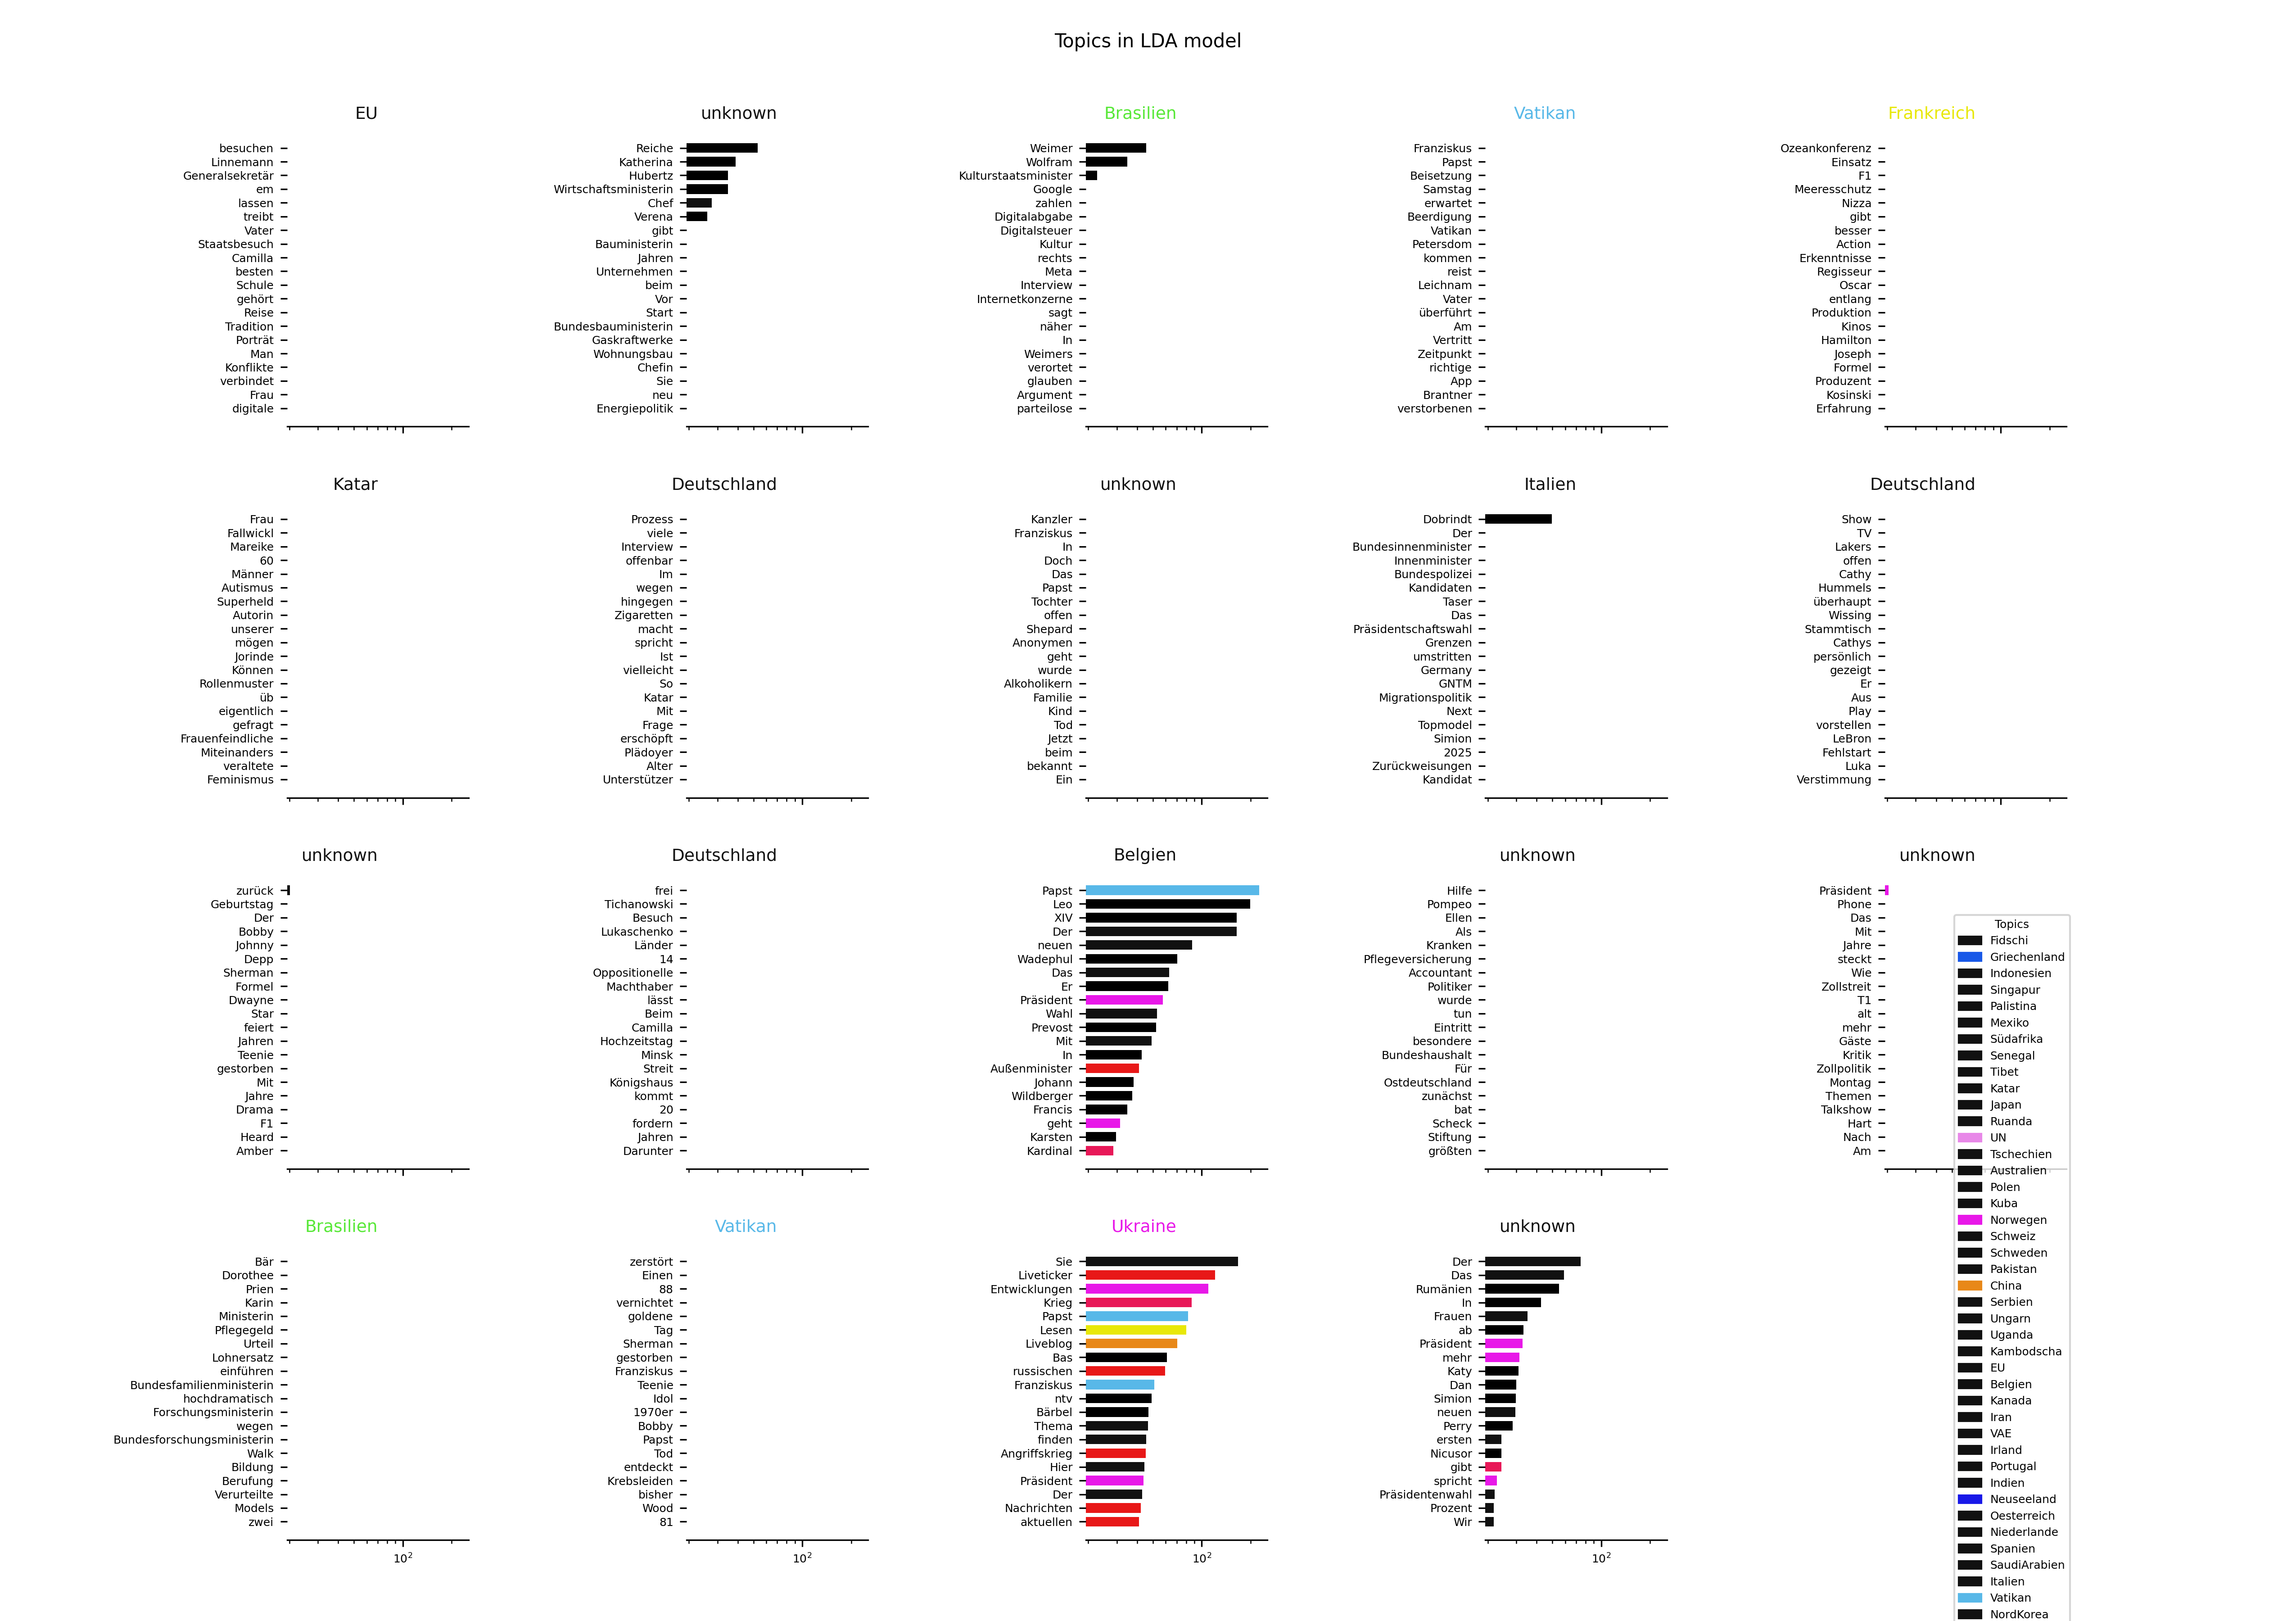 Topics in LDA model
EU
besuchen
Linnemann
Generalsekretär
em
lassen
treibt
Vater
Staatsbesuch
Camilla
besten
Schule
gehört
Reise
Tradition
Porträt
Man
Konflikte
verbindet
Frau
digitale
unknown
Reiche
Katherina
Hubertz
Wirtschaftsministerin
Chef
Verena
gibt
Bauministerin
Jahren
Unternehmen
beim
Vor
Start
Bundesbauministerin
Gaskraftwerke
Wohnungsbau
Chefin
Sie
neu
Energiepolitik
Brasilien
Weimer
Wolfram
Kulturstaatsminister
Google
zahlen
Digitalabgabe
Digitalsteuer
Kultur
rechts
Meta
Interview
Internetkonzerne
sagt
näher
In
Weimers
verortet
glauben
Argument
parteilose
Vatikan
Franziskus
Papst
Beisetzung
Samstag
erwartet
Beerdigung
Vatikan
Petersdom
kommen
reist
Leichnam
Vater
überführt
Am
Vertritt
Zeitpunkt
richtige
App
Brantner
verstorbenen
Frankreich
Ozeankonferenz
Einsatz
F1
Meeresschutz
Nizza
gibt
besser
Action
Erkenntnisse
Regisseur
Oscar
entlang
Produktion
Kinos
Hamilton
Joseph
Formel
Produzent
Kosinski
Erfahrung
Katar
Frau
Fallwickl
Mareike
60
Männer
Autismus
Superheld
Autorin
unserer
mögen
Jorinde
Können
Rollenmuster
üb
eigentlich
gefragt
Frauenfeindliche
Miteinanders
veraltete
Feminismus
Deutschland
Prozess
viele
Interview
offenbar
Im
wegen
hingegen
Zigaretten
macht
spricht
Ist
vielleicht
So
Katar
Mit
Frage
erschöpft
Plädoyer
Alter
Unterstützer
unknown
Kanzler
Franziskus
In
Doch
Das
Papst
Tochter
offen
Shepard
Anonymen
geht
wurde
Alkoholikern
Familie
Kind
Tod
Jetzt
beim
bekannt
Ein
Italien
Dobrindt
Der
Bundesinnenminister
Innenminister
Bundespolizei
Kandidaten
Taser
Das
Präsidentschaftswahl
Grenzen
umstritten
Germany
GNTM
Migrationspolitik
Next
Topmodel
Simion
2025
Zurückweisungen
Kandidat
Deutschland
Show
TV
Lakers
offen
Cathy
Hummels
überhaupt
Wissing
Stammtisch
Cathys
persönlich
gezeigt
Er
Aus
Play
vorstellen
LeBron
Fehlstart
Luka
Verstimmung
unknown
zurück
Geburtstag
Der
Bobby
Johnny
Depp
Sherman
Formel
Dwayne
Star
feiert
Jahren
Teenie
gestorben
Mit
Jahre
Drama
F1
Heard
Amber
Deutschland
frei
Tichanowski
Besuch
Lukaschenko
Länder
14
Oppositionelle
Machthaber
lässt
Beim
Camilla
Hochzeitstag
Minsk
Streit
Königshaus
kommt
20
fordern
Jahren
Darunter
Belgien
Papst
Leo
XIV
Der
neuen
Wadephul
Das
Er
Präsident
Wahl
Prevost
Mit
In
Außenminister
Johann
Wildberger
Francis
geht
Karsten
Kardinal
unknown
Hilfe
Pompeo
Ellen
Als
Kranken
Pflegeversicherung
Accountant
Politiker
wurde
tun
Eintritt
besondere
Bundeshaushalt
Für
Ostdeutschland
zunächst
bat
Scheck
Stiftung
größten
unknown
Präsident
Phone
Das
Mit
Jahre
steckt
Wie
Zollstreit
T1
alt
mehr
Gäste
Kritik
Zollpolitik
Montag
Themen
Talkshow
Hart
Nach
Am
Brasilien
Bär
Dorothee
Prien
Karin
Ministerin
Pflegegeld
Urteil
Lohnersatz
einführen
Bundesfamilienministerin
hochdramatisch
Forschungsministerin
wegen
Bundesforschungsministerin
Walk
Bildung
Berufung
Verurteilte
Models
zwei
10²
Vatikan
zerstört
Einen
88
vernichtet
goldene
Tag
Sherman
gestorben
Franziskus
Teenie
Idol
1970er
Bobby
Papst
Tod
entdeckt
Krebsleiden
bisher
Wood
81
10²
Ukraine
Sie
Liveticker
Entwicklungen
Krieg
Papst
Lesen
Liveblog
Bas
russischen
Franziskus
ntv
Bärbel
Thema
finden
Angriffskrieg
Hier
Präsident
Der
Nachrichten
aktuellen
10²
unknown
Der
Das
Rumänien
In
Frauen
ab
Präsident
mehr
Katy
Dan
Simion
neuen
Perry
ersten
Nicusor
gibt
spricht
Präsidentenwahl
Prozent
Wir
10²
Topics
Fidschi
Griechenland
Indonesien
Singapur
Palistina
Mexiko
Südafrika
Senegal
Tibet
Katar
Japan
Ruanda
UN
Tschechien
Australien
Polen
Kuba
Norwegen
Schweiz
Schweden
Pakistan
China
Serbien
Ungarn
Uganda
Kambodscha
EU
Belgien
Kanada
Iran
VAE
Irland
Portugal
Indien
Neuseeland
Oesterreich
Niederlande
Spanien
SaudiArabien
Italien
Vatikan
NordKorea